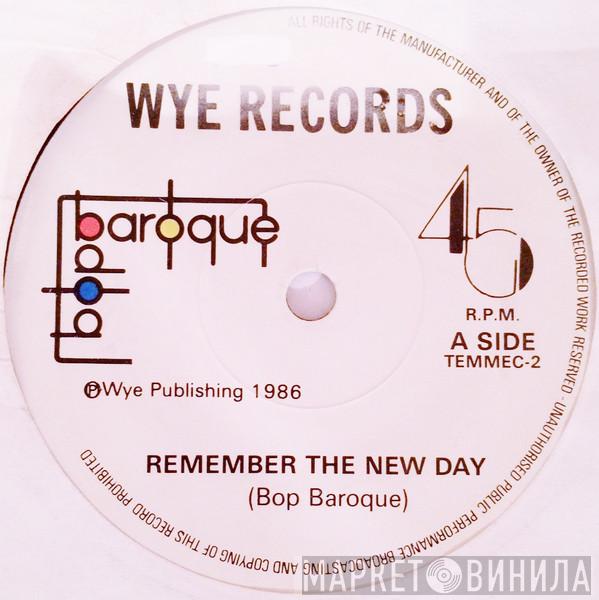 ALL RIGHTS OF THE MANUFACTURER AND OF THE OWNER OF THE RECORDED WORK RESERVED - UNAUTHORISED PUBLIC PERFORMANCE BROADCASTING AND COPYING OF THIS RECORD PROHIBITED
WYE RECORDS
bop
baroque
45
R.P.M.
A SIDE
TEMMEC-2
℗ Wye Publishing 1986
REMEMBER THE NEW DAY
(Bop Baroque)
МАРКЕТ ВИНИЛА